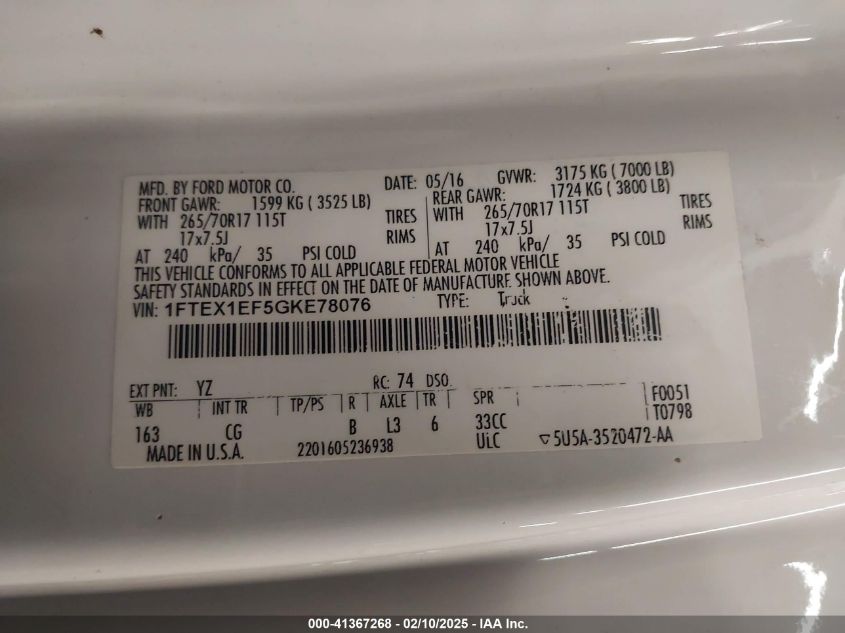 MFD. BY FORD MOTOR CO. DATE: 05/16 GVWR: 3175 KG ( 7000 LB)
FRONT GAWR: 1599 KG ( 3525 LB) REAR GAWR: 1724 KG ( 3800 LB)
WITH 265/70R17 115T TIRES WITH 265/70R17 115T TIRES
17x7.5J RIMS 17x7.5J RIMS
AT 240 kPa/ 35 PSI COLD AT 240 kPa/ 35 PSI COLD
THIS VEHICLE CONFORMS TO ALL APPLICABLE FEDERAL MOTOR VEHICLE
SAFETY STANDARDS IN EFFECT ON THE DATE OF MANUFACTURE SHOWN ABOVE.
VIN: 1FTEX1EF5GKE78076 TYPE: Truck
EXT PNT: YZ RC: 74 DSO:
WB INT TR TP/PS R AXLE TR SPR F0051
163 CG B L3 6 33CC T0798
MADE IN U.S.A. 2201605236938 ULC ▽5U5A-3520472-AA
000-41367268 - 02/10/2025 - IAA Inc.